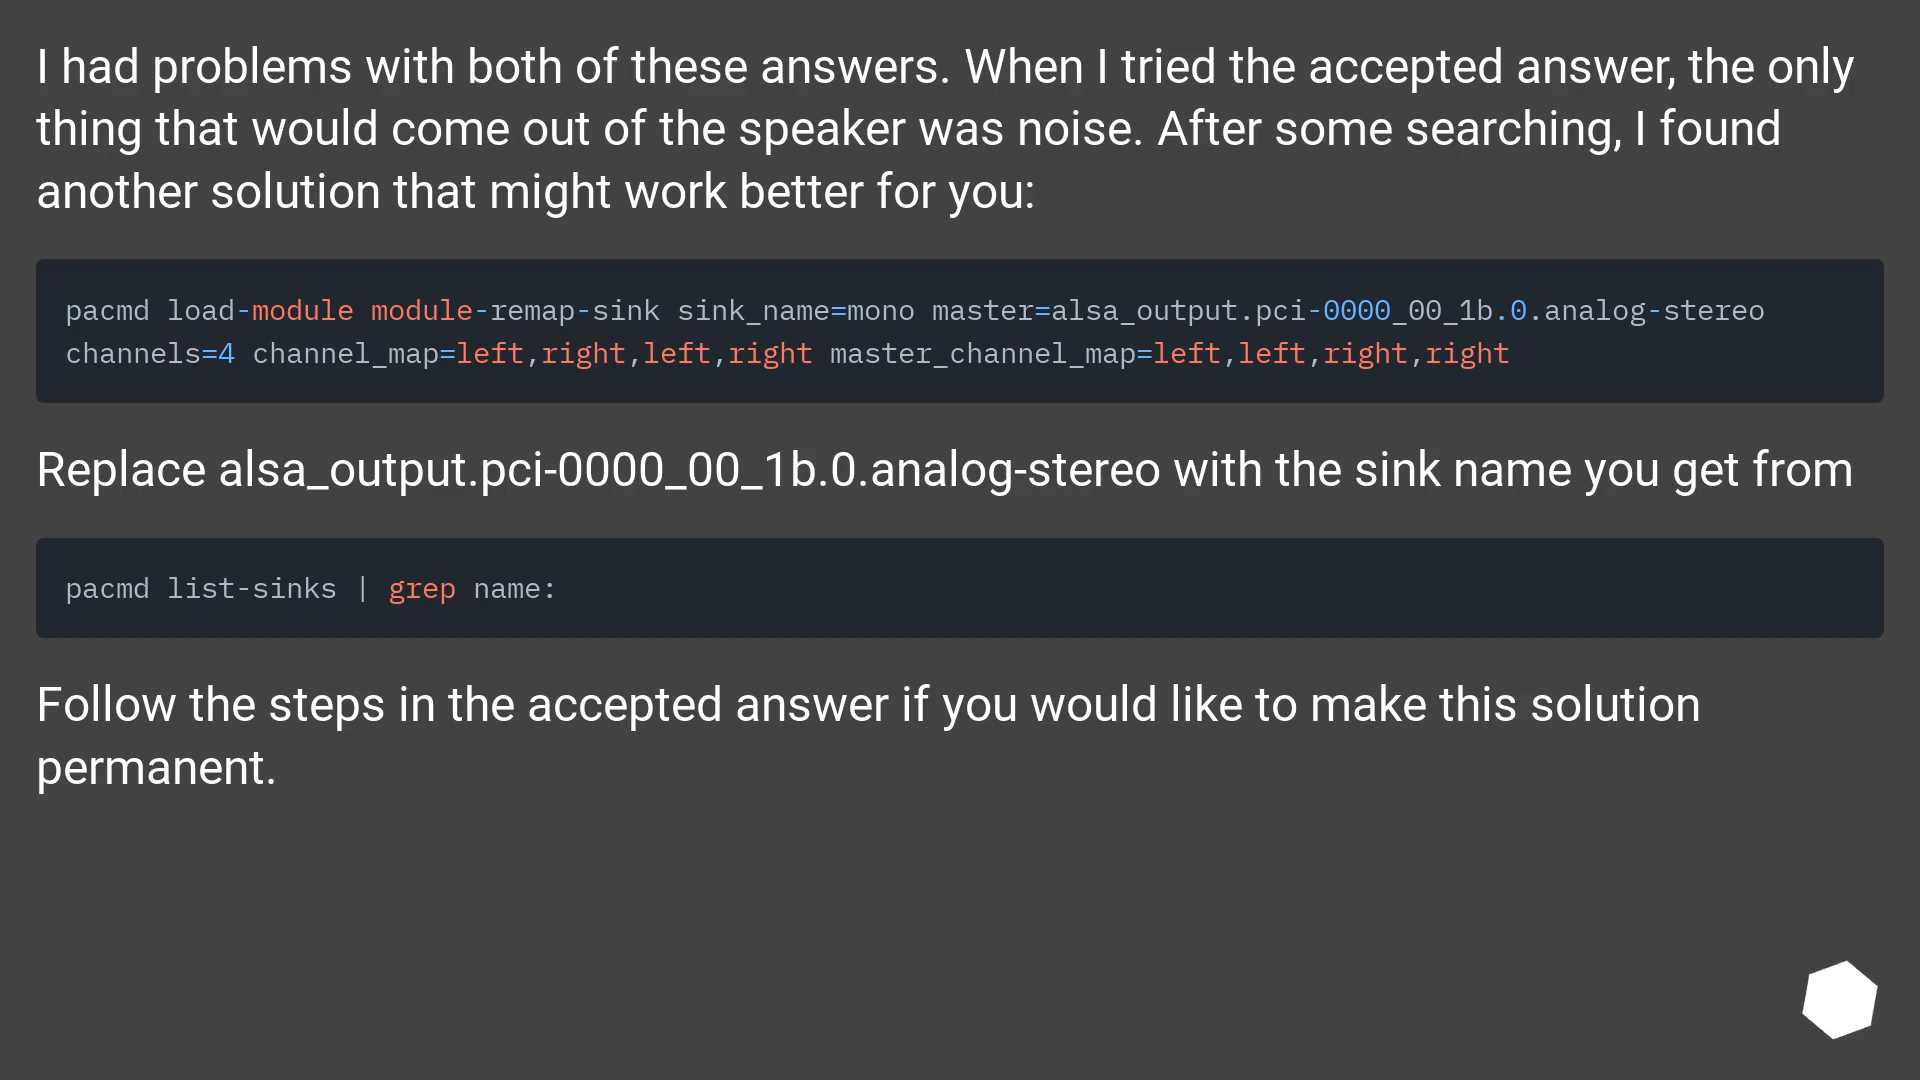 I had problems with both of these answers. When I tried the accepted answer, the only
thing that would come out of the speaker was noise. After some searching, I found
another solution that might work better for you:
pacmd load-module module-remap-sink sink_name=mono master=alsa_output.pci-0000_00_1b.0.analog-stereo
channels=4 channel_map=left,right,left,right master_channel_map=left,left,right,right
Replace alsa_output.pci-0000_00_1b.0.analog-stereo with the sink name you get from
pacmd list-sinks | grep name:
Follow the steps in the accepted answer if you would like to make this solution
permanent.